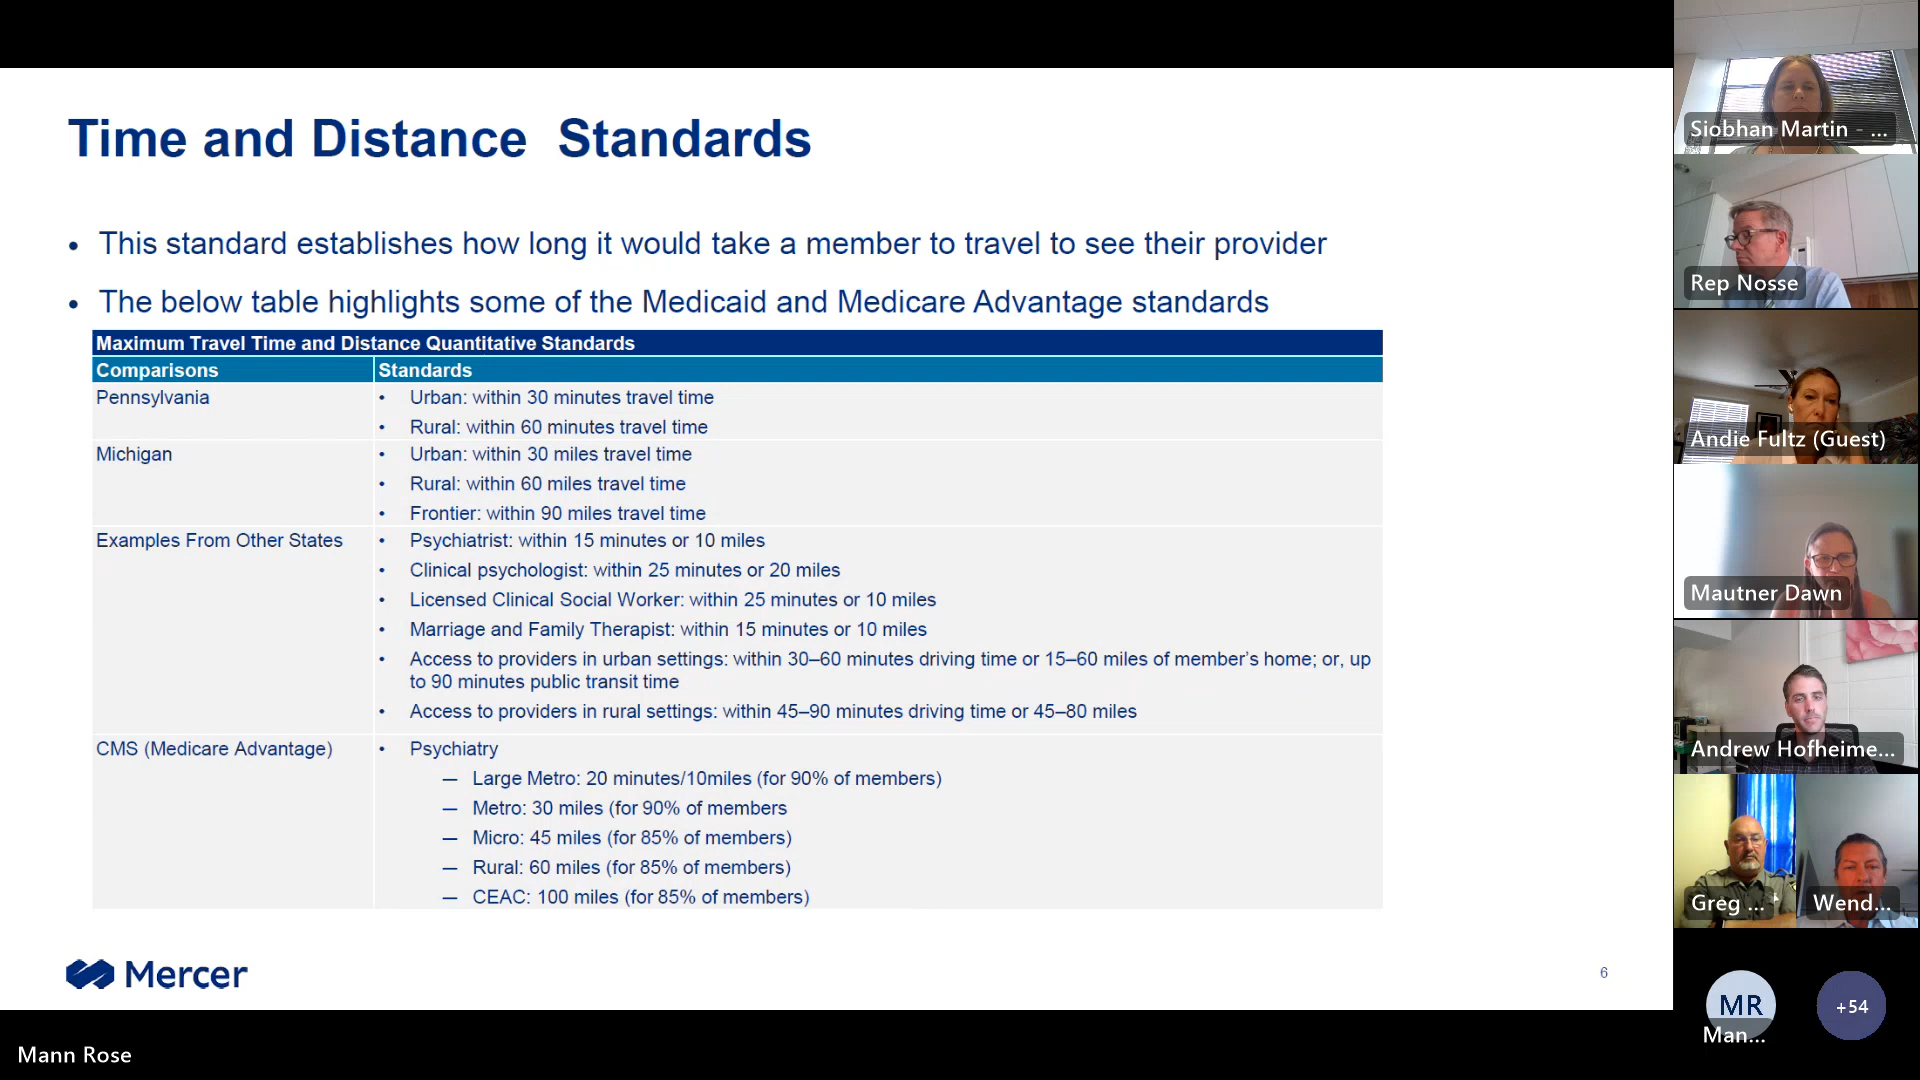 Time and Distance Standards
• This standard establishes how long it would take a member to travel to see their provider
• The below table highlights some of the Medicaid and Medicare Advantage standards
Maximum Travel Time and Distance Quantitative Standards
Comparisons Standards
Pennsylvania
• Urban: within 30 minutes travel time
• Rural: within 60 minutes travel time
Michigan
• Urban: within 30 miles travel time
• Rural: within 60 miles travel time
• Frontier: within 90 miles travel time
Examples From Other States
• Psychiatrist: within 15 minutes or 10 miles
• Clinical psychologist: within 25 minutes or 20 miles
• Licensed Clinical Social Worker: within 25 minutes or 10 miles
• Marriage and Family Therapist: within 15 minutes or 10 miles
• Access to providers in urban settings: within 30–60 minutes driving time or 15–60 miles of member's home; or, up
to 90 minutes public transit time
• Access to providers in rural settings: within 45–90 minutes driving time or 45–80 miles
CMS (Medicare Advantage)
• Psychiatry
— Large Metro: 20 minutes/10miles (for 90% of members)
— Metro: 30 miles (for 90% of members
— Micro: 45 miles (for 85% of members)
— Rural: 60 miles (for 85% of members)
— CEAC: 100 miles (for 85% of members)
Mercer
6
Mann Rose
Siobhan Martin - ...
Rep Nosse
Andie Fultz (Guest)
Mautner Dawn
Andrew Hofheime...
Greg ...
Wend...
MR
Man...
+54